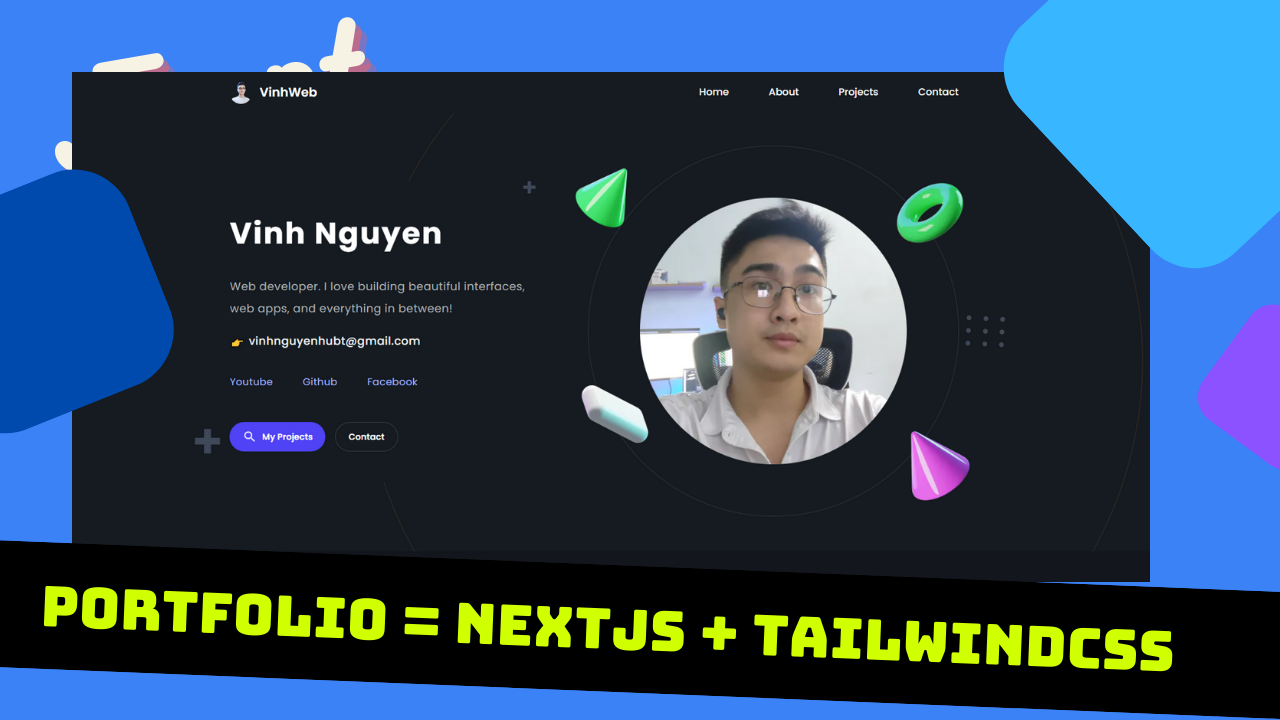 VinhWeb
Home About Projects Contact
Vinh Nguyen
Web developer. I love building beautiful interfaces,
web apps, and everything in between!
👉 vinhnguyenhubt@gmail.com
Youtube Github Facebook
My Projects Contact
PORTFOLIO = NEXTJS + TAILWINDCSS